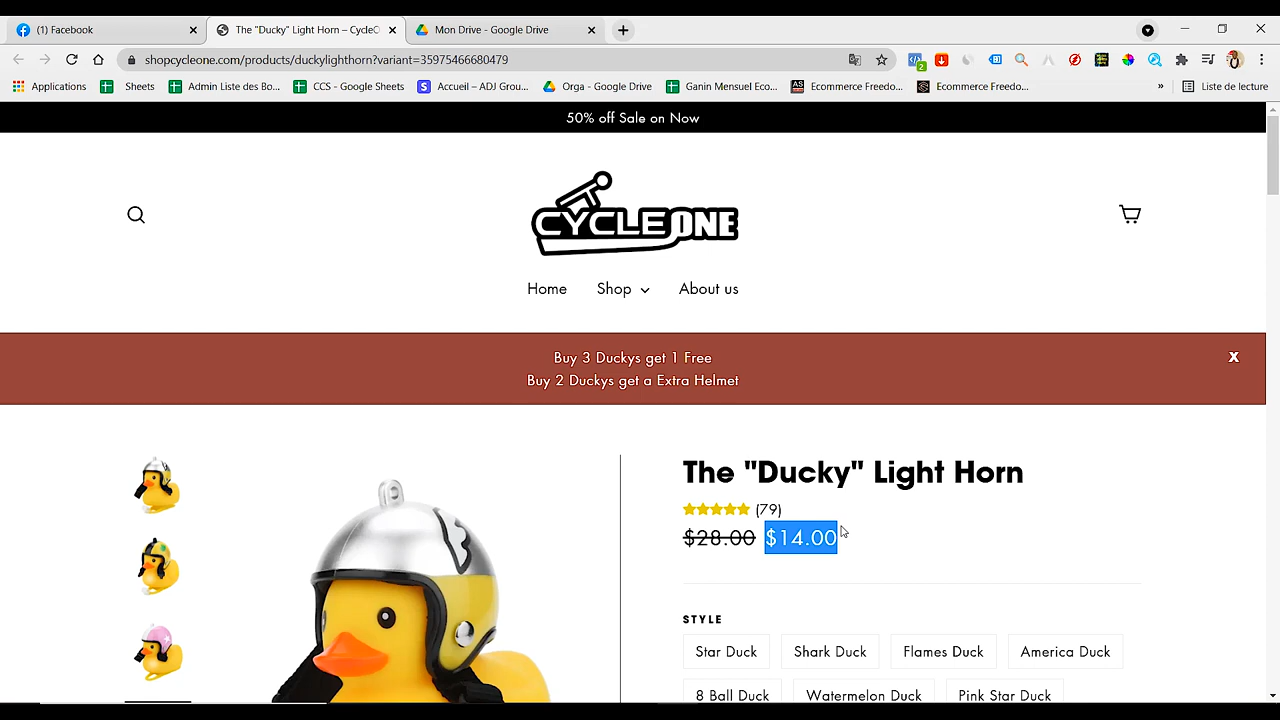 (1) Facebook
The "Ducky" Light Horn – CycleO
Mon Drive - Google Drive
shopcycleone.com/products/duckylighthorn?variant=35975466680479
Applications
Sheets
Admin Liste des Bo...
CCS - Google Sheets
Accueil – ADJ Grou...
Orga - Google Drive
Ganin Mensuel Eco...
Ecommerce Freedo...
Ecommerce Freedo...
»
Liste de lecture
50% off Sale on Now
CYCLEONE
Home
Shop
About us
Buy 3 Duckys get 1 Free
X
Buy 2 Duckys get a Extra Helmet
The "Ducky" Light Horn
(79)
$28.00 $14.00
STYLE
Star Duck
Shark Duck
Flames Duck
America Duck
8 Ball Duck
Watermelon Duck
Pink Star Duck